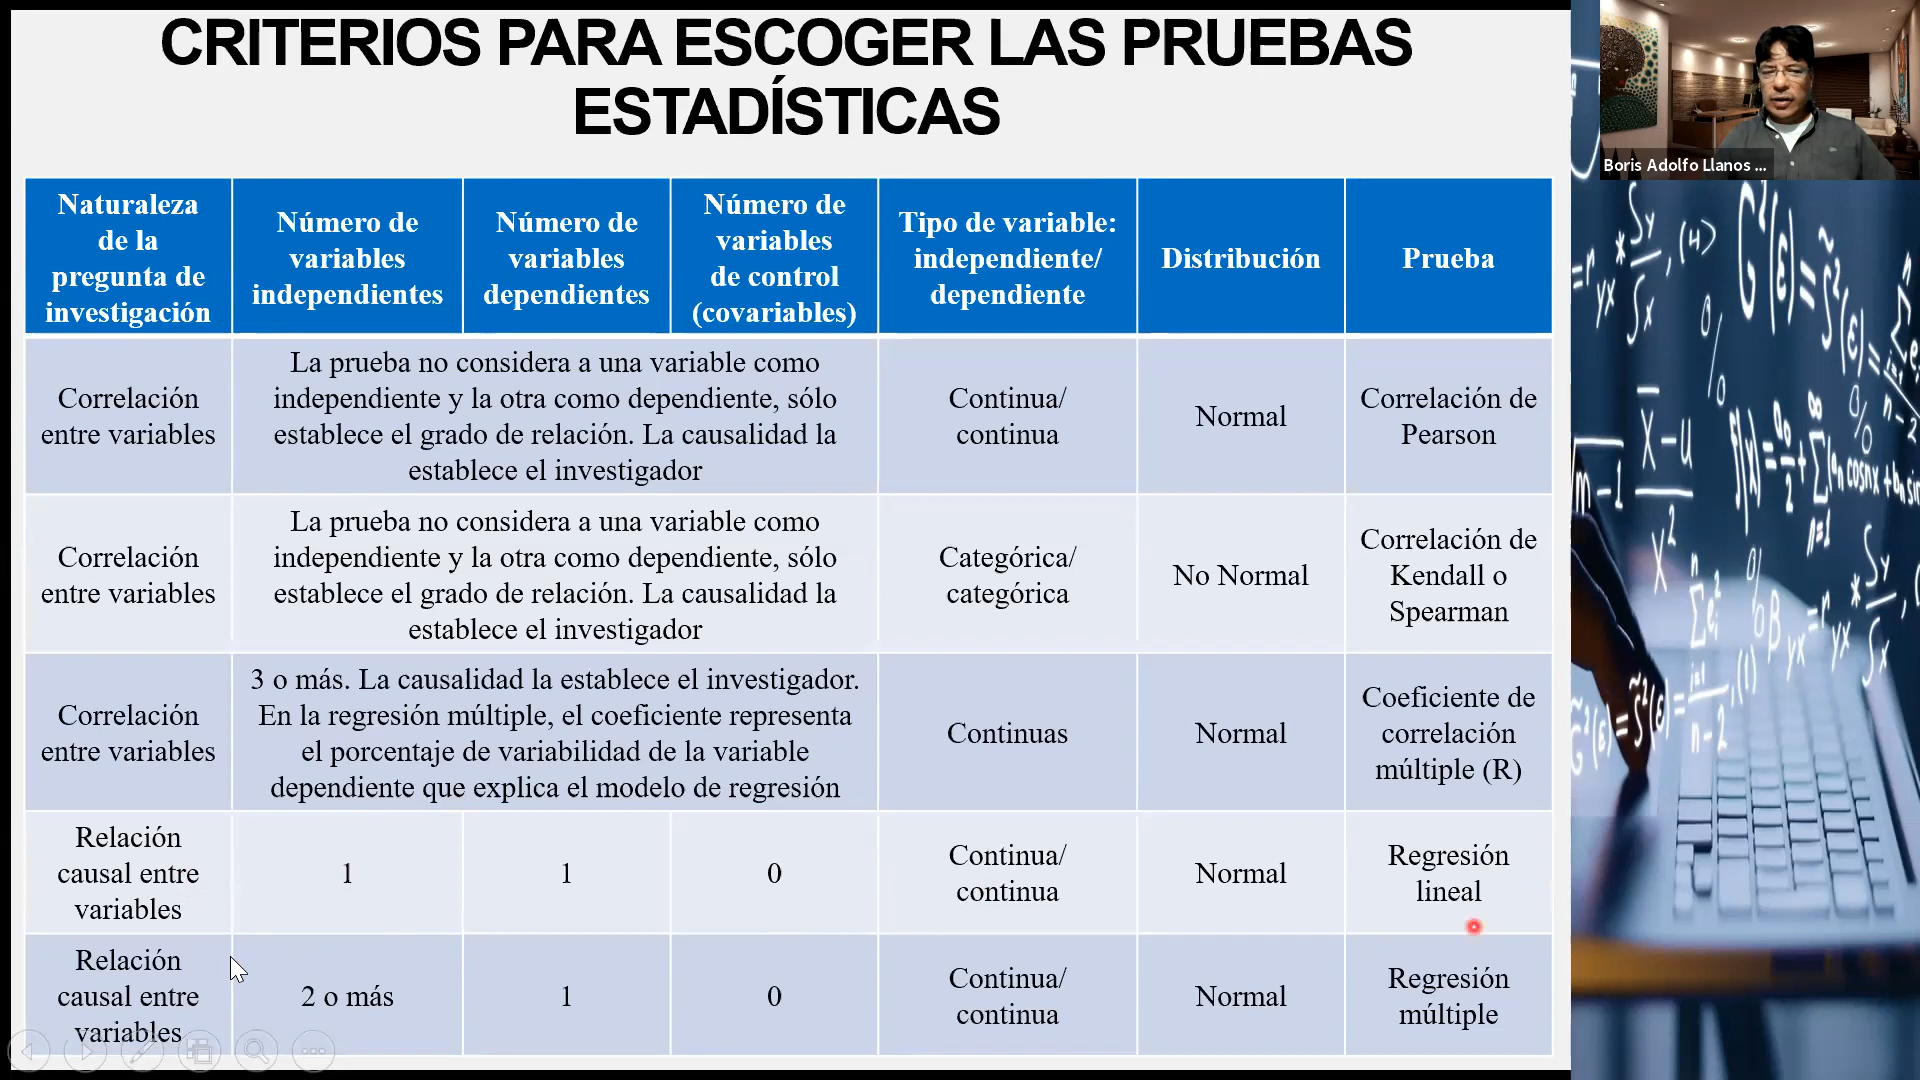 CRITERIOS PARA ESCOGER LAS PRUEBAS
ESTADÍSTICAS
Boris Adolfo Llanos ...
Naturaleza
de la
pregunta de
investigación
Número de
variables
independientes
Número de
variables
dependientes
Número de
variables
de control
(covariables)
Tipo de variable:
independiente/
dependiente
Distribución
Prueba
Correlación
entre variables
La prueba no considera a una variable como
independiente y la otra como dependiente, sólo
establece el grado de relación. La causalidad la
establece el investigador
Continua/
continua
Normal
Correlación de
Pearson
Correlación
entre variables
La prueba no considera a una variable como
independiente y la otra como dependiente, sólo
establece el grado de relación. La causalidad la
establece el investigador
Categórica/
categórica
No Normal
Correlación de
Kendall o
Spearman
Correlación
entre variables
3 o más. La causalidad la establece el investigador.
En la regresión múltiple, el coeficiente representa
el porcentaje de variabilidad de la variable
dependiente que explica el modelo de regresión
Continuas
Normal
Coeficiente de
correlación
múltiple (R)
Relación
causal entre
variables
1
1
0
Continua/
continua
Normal
Regresión
lineal
Relación
causal entre
variables
2 o más
1
0
Continua/
continua
Normal
Regresión
múltiple